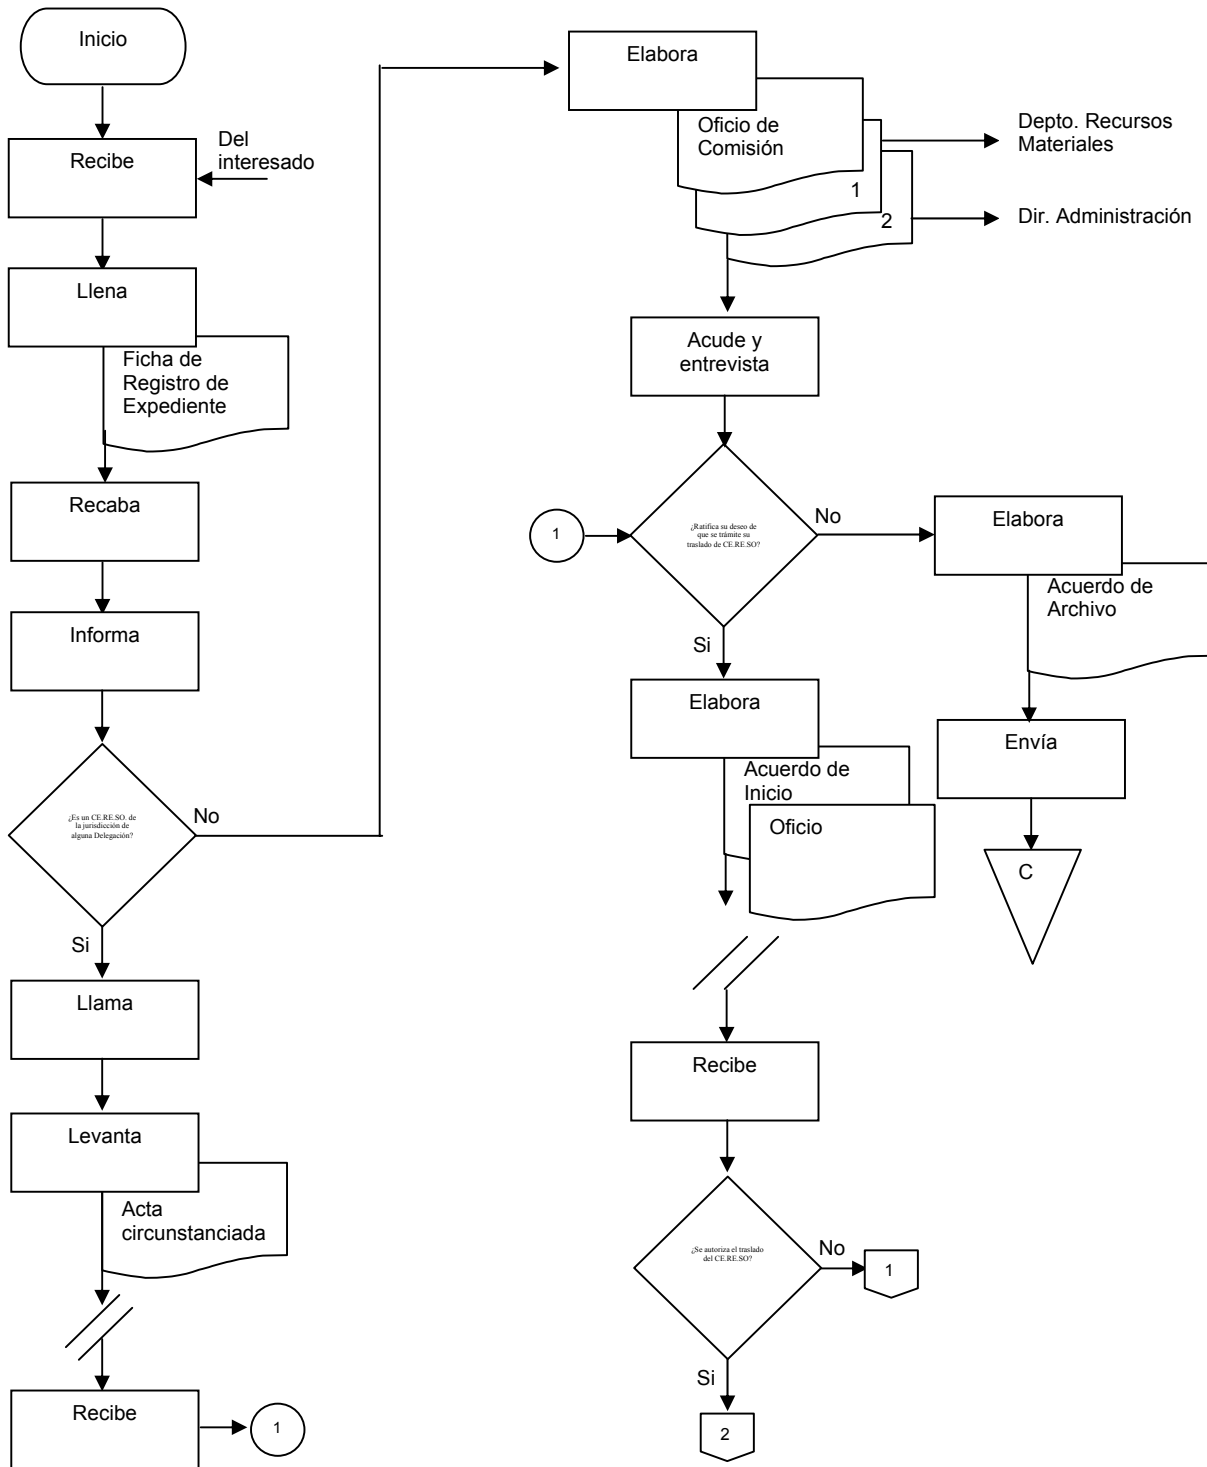 Inicio
Recibe
Del
interesado
Llena
Ficha de
Registro de
Expediente
Recaba
Informa
¿Es un CE.RE.SO. de
la jurisdicción de
alguna Delegación?
No
Si
Llama
Levanta
Acta
circunstanciada
Recibe
1
Elabora
Oficio de
Comisión
1
2
Depto. Recursos
Materiales
Dir. Administración
Acude y
entrevista
1
¿Ratifica su deseo de
que se trámite su
traslado de CE.RE.SO?
No
Elabora
Acuerdo de
Archivo
Envía
C
Si
Elabora
Acuerdo de
Inicio
Oficio
Recibe
¿Se autoriza el traslado
del CE.RE.SO?
No
1
Si
2